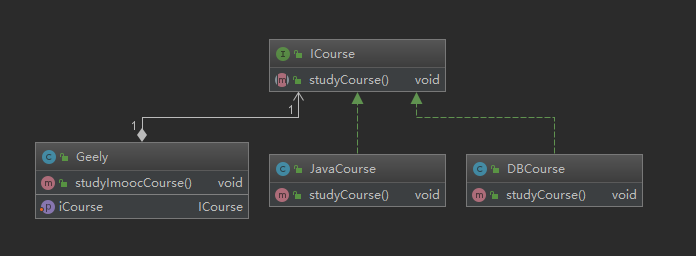 I ICourse
m studyCourse() void
1
1
C Geely
m studyImoocCourse() void
p iCourse ICourse
C JavaCourse
m studyCourse() void
C DBCourse
m studyCourse() void